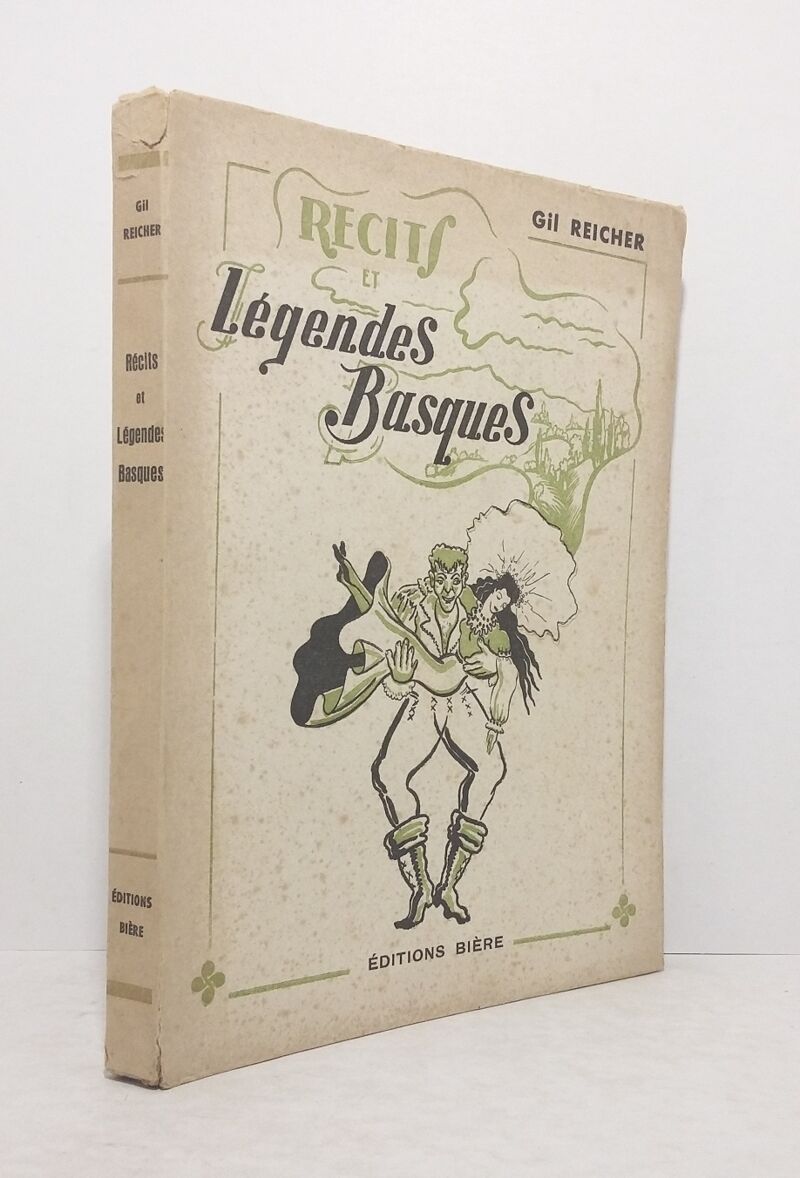 Gil
REICHER
Récits
et
Légendes
Basques
ÉDITIONS
BIÈRE
Gil REICHER
RECITS
ET
Légendes
Basques
ÉDITIONS BIÈRE